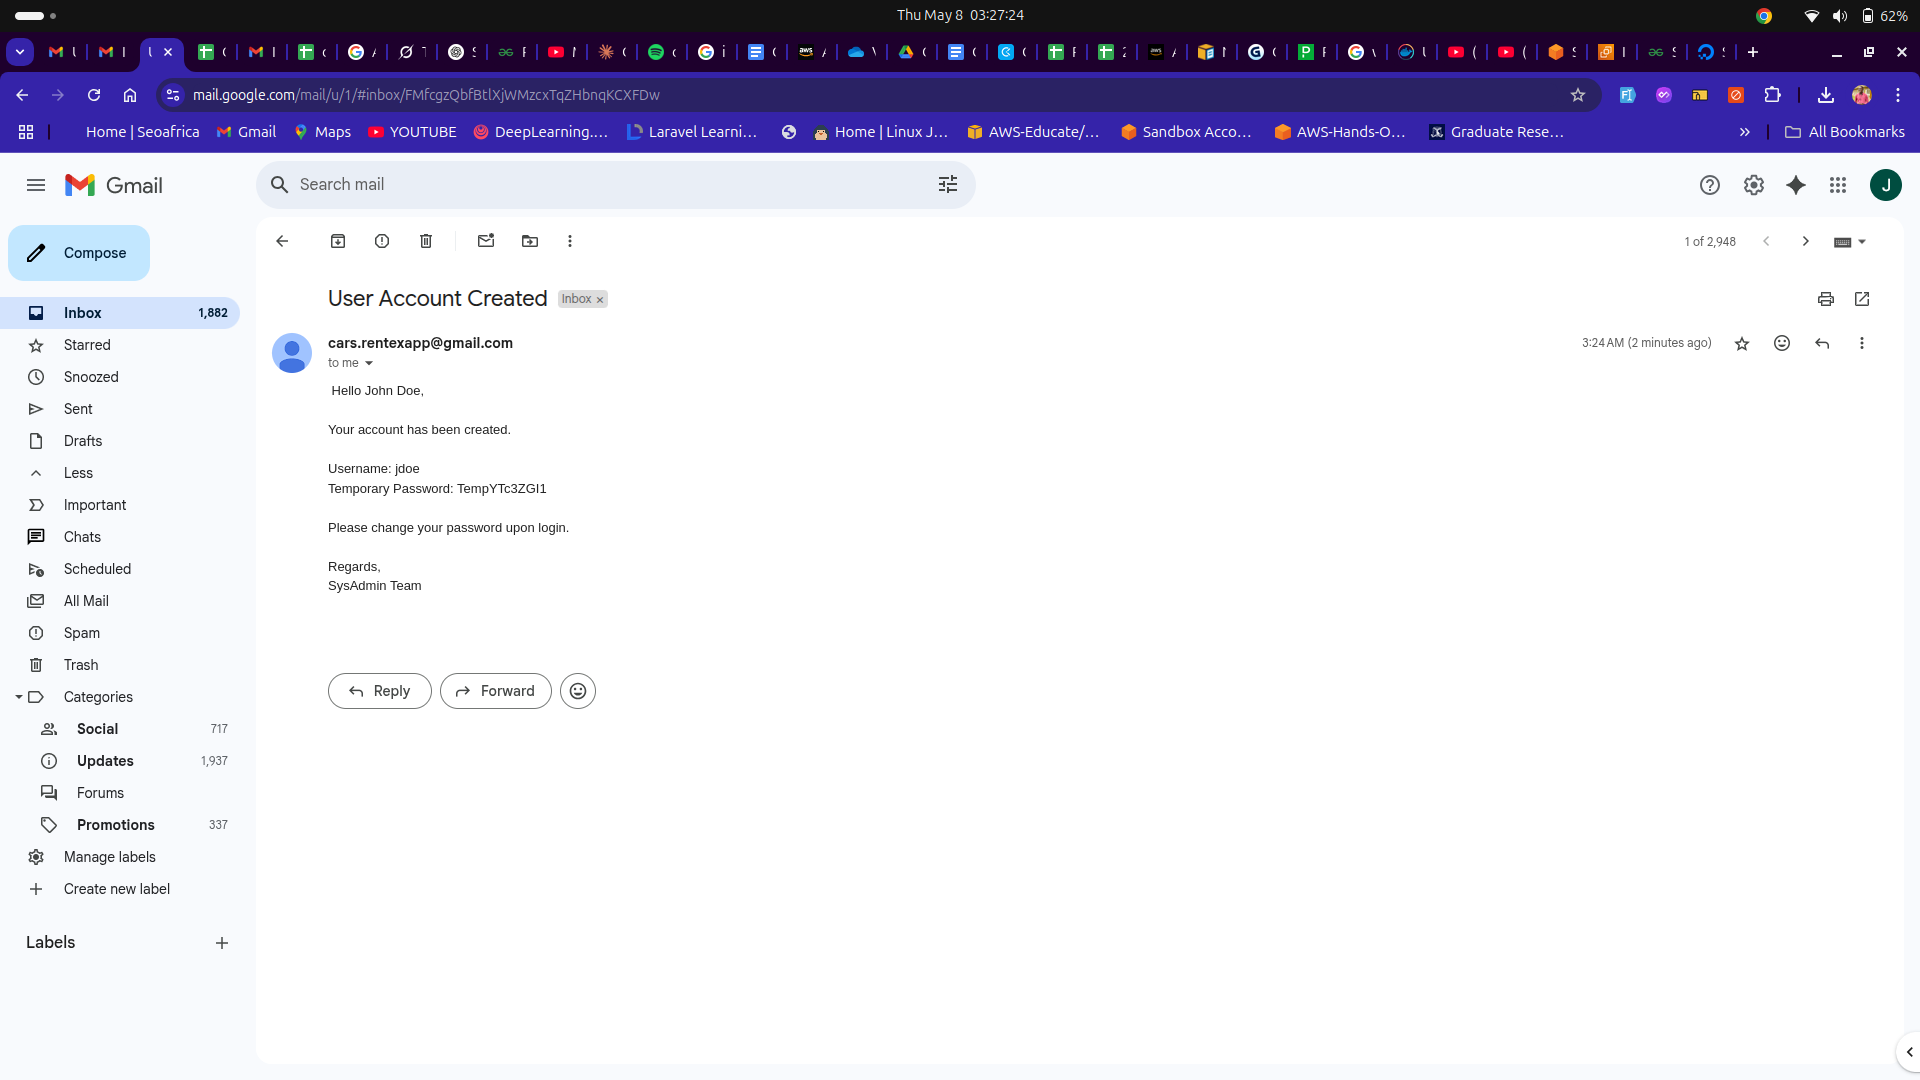 Thu May 8 03:27:24
62%
mail.google.com/mail/u/1/#inbox/FMfcgzQbfBtlXjWMzcxTqZHbnqKCXFDw
Home | Seoafrica
Gmail
Maps
YOUTUBE
DeepLearning....
Laravel Learni...
Home | Linux J...
AWS-Educate/...
Sandbox Acco...
AWS-Hands-O...
Graduate Rese...
All Bookmarks
Gmail
Search mail
J
Compose
1 of 2,948
Inbox 1,882
Starred
Snoozed
Sent
Drafts
Less
Important
Chats
Scheduled
All Mail
Spam
Trash
Categories
Social 717
Updates 1,937
Forums
Promotions 337
Manage labels
Create new label
Labels
User Account Created Inbox
cars.rentexapp@gmail.com
3:24 AM (2 minutes ago)
to me
Hello John Doe,
Your account has been created.
Username: jdoe
Temporary Password: TempYTc3ZGI1
Please change your password upon login.
Regards,
SysAdmin Team
Reply
Forward